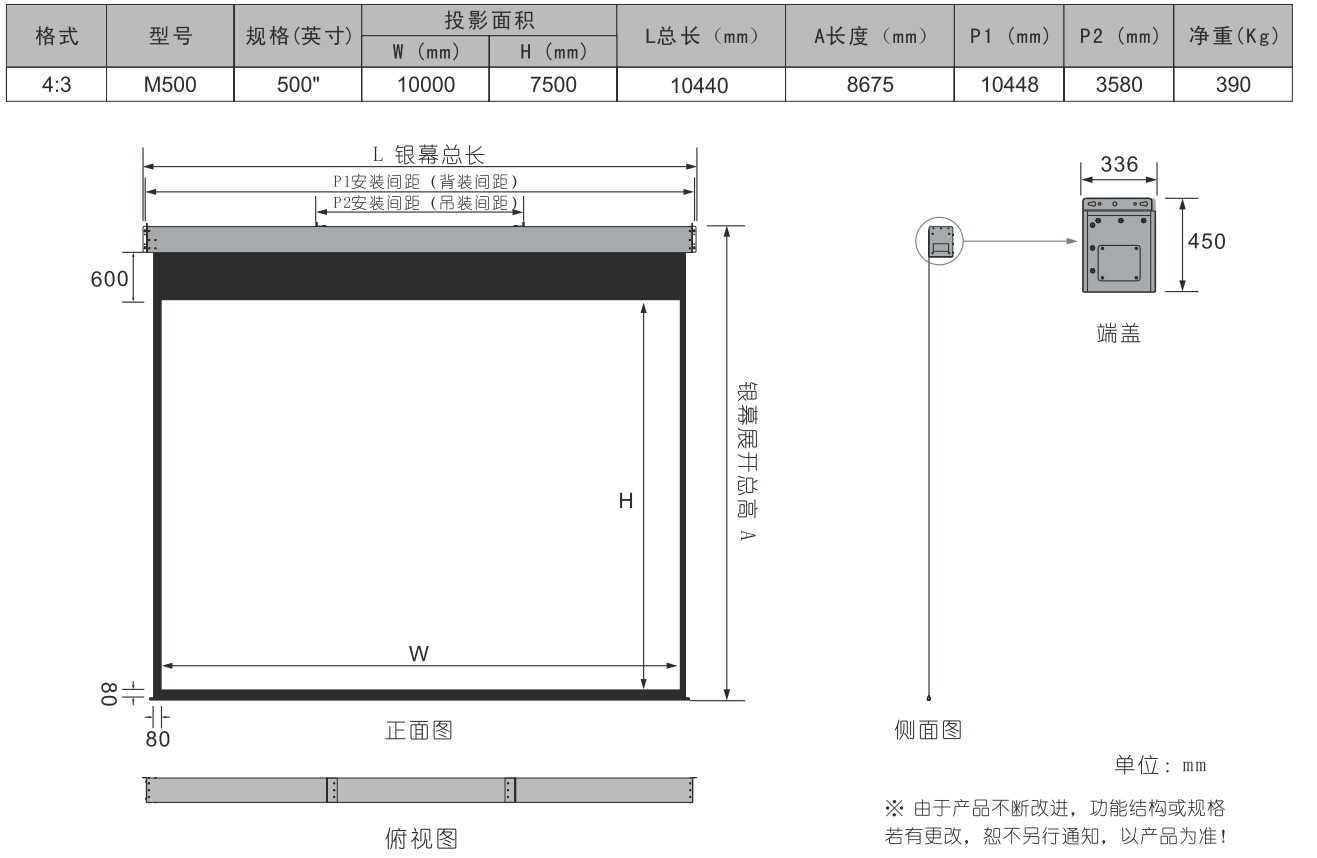 格式 型号 规格(英寸) 投影面积 L总长（mm） A长度（mm） P1（mm） P2（mm） 净重(Kg)
W（mm） H（mm）
4:3 M500 500" 10000 7500 10440 8675 10448 3580 390
L 银幕总长
P1安装间距（背装间距）
P2安装间距（吊装间距）
600
H
W
银幕展开总高 A
80
80
正面图
俯视图
侧面图
336
450
端盖
单位: mm
※ 由于产品不断改进，功能结构或规格
若有更改，恕不另行通知，以产品为准!